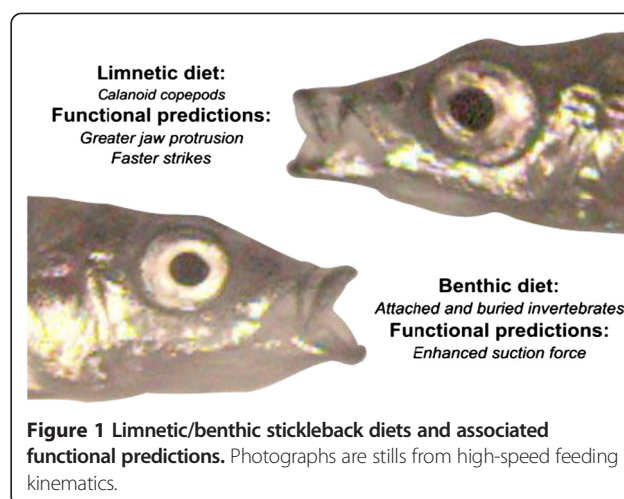 Limnetic diet:
Calanoid copepods
Functional predictions:
Greater jaw protrusion
Faster strikes
Benthic diet:
Attached and buried invertebrates
Functional predictions:
Enhanced suction force
Figure 1 Limnetic/benthic stickleback diets and associated
functional predictions. Photographs are stills from high-speed feeding
kinematics.